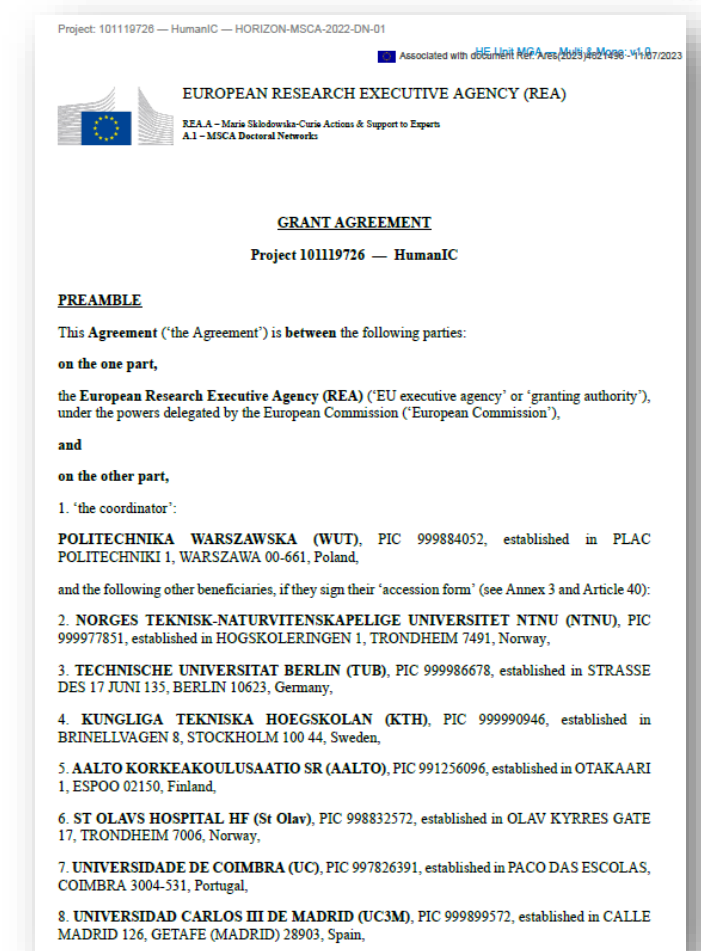 Project: 101119726 — HumanIC — HORIZON-MSCA-2022-DN-01
HE Unit MGA — Multi & Mono: v1.0
Associated with document Ref. Ares(2023)4821496 - 11/07/2023
EUROPEAN RESEARCH EXECUTIVE AGENCY (REA)
REA.A – Marie Skłodowska-Curie Actions & Support to Experts
A.1 – MSCA Doctoral Networks
GRANT AGREEMENT
Project 101119726 — HumanIC
PREAMBLE
This Agreement (‘the Agreement’) is between the following parties:
on the one part,
the European Research Executive Agency (REA) (‘EU executive agency’ or ‘granting authority’),
under the powers delegated by the European Commission (‘European Commission’),
and
on the other part,
1. ‘the coordinator’:
POLITECHNIKA WARSZAWSKA (WUT), PIC 999884052, established in PLAC
POLITECHNIKI 1, WARSZAWA 00-661, Poland,
and the following other beneficiaries, if they sign their ‘accession form’ (see Annex 3 and Article 40):
2. NORGES TEKNISK-NATURVITENSKAPELIGE UNIVERSITET NTNU (NTNU), PIC
999977851, established in HOGSKOLERINGEN 1, TRONDHEIM 7491, Norway,
3. TECHNISCHE UNIVERSITAT BERLIN (TUB), PIC 999986678, established in STRASSE
DES 17 JUNI 135, BERLIN 10623, Germany,
4. KUNGLIGA TEKNISKA HOEGSKOLAN (KTH), PIC 999990946, established in
BRINELLVAGEN 8, STOCKHOLM 100 44, Sweden,
5. AALTO KORKEAKOULUSAATIO SR (AALTO), PIC 991256096, established in OTAKAARI
1, ESPOO 02150, Finland,
6. ST OLAVS HOSPITAL HF (St Olav), PIC 998832572, established in OLAV KYRRES GATE
17, TRONDHEIM 7006, Norway,
7. UNIVERSIDADE DE COIMBRA (UC), PIC 997826391, established in PACO DAS ESCOLAS,
COIMBRA 3004-531, Portugal,
8. UNIVERSIDAD CARLOS III DE MADRID (UC3M), PIC 999899572, established in CALLE
MADRID 126, GETAFE (MADRID) 28903, Spain,